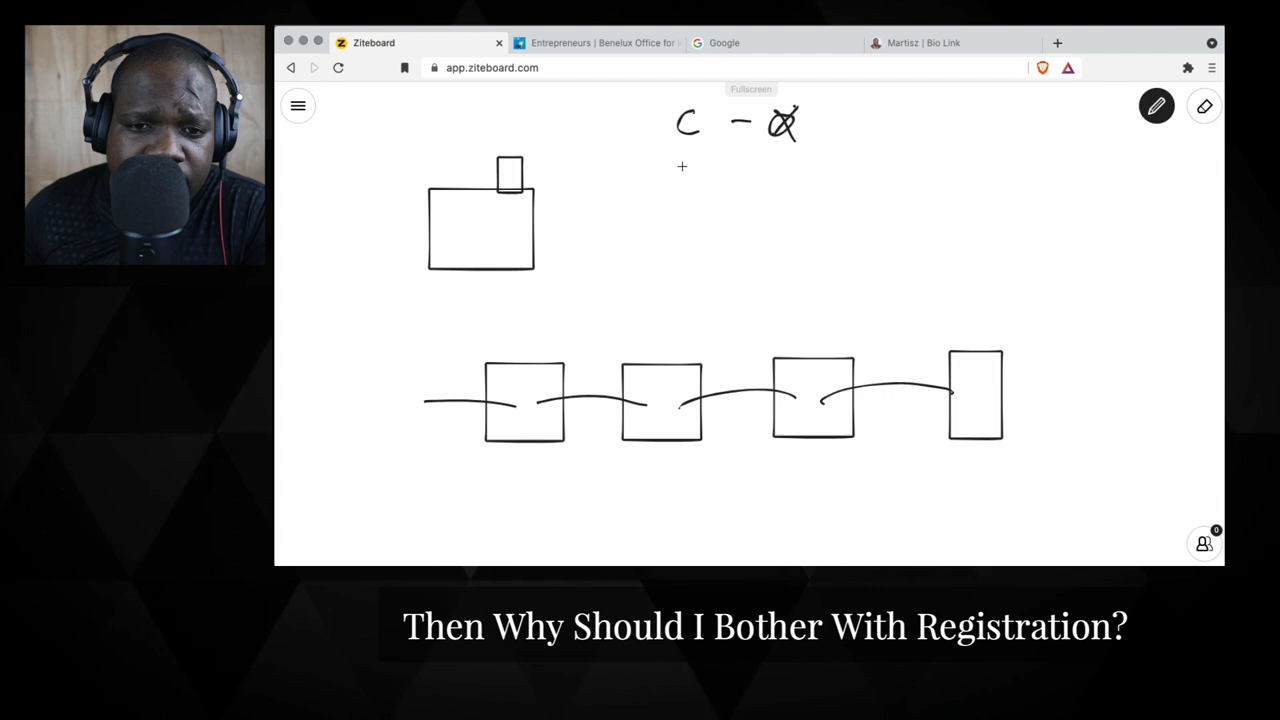 Ziteboard
Entrepreneurs | Benelux Office for
Google
Martisz | Bio Link
app.ziteboard.com
Fullscreen
C -
0
Then Why Should I Bother With Registration?